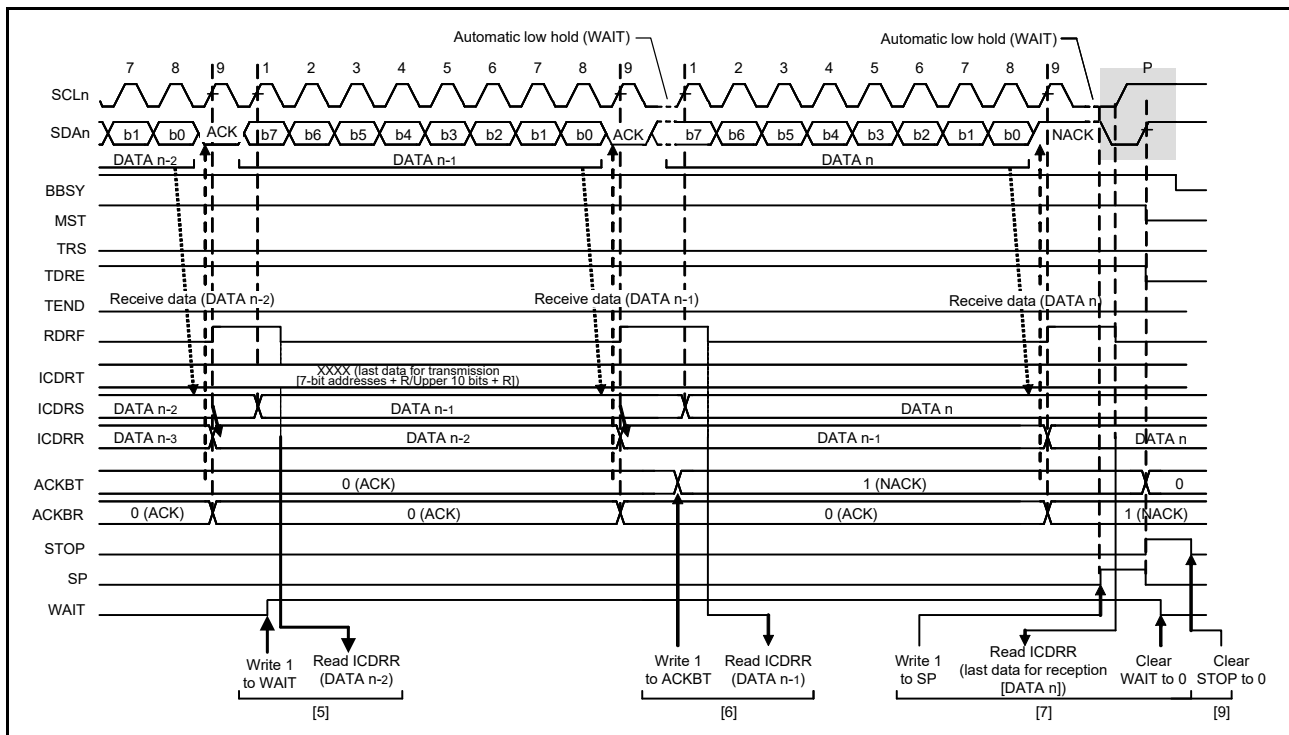 Automatic low hold (WAIT)
Automatic low hold (WAIT)
7 8 9 1 2 3 4 5 6 7 8 9 1 2 3 4 5 6 7 8 9 P
SCLn
SDAn b1 b0 ACK b7 b6 b5 b4 b3 b2 b1 b0 ACK b7 b6 b5 b4 b3 b2 b1 b0 NACK
DATA n-2 DATA n-1 DATA n
BBSY
MST
TRS
TDRE
TEND Receive data (DATA n-2) Receive data (DATA n-1) Receive data (DATA n)
RDRF
ICDRT XXXX (last data for transmission
[7-bit addresses + R/Upper 10 bits + R])
ICDRS DATA n-2 DATA n-1 DATA n
ICDRR DATA n-3 DATA n-2 DATA n-1 DATA n
ACKBT 0 (ACK) 1 (NACK) 0
ACKBR 0 (ACK) 0 (ACK) 0 (ACK) 1 (NACK)
STOP
SP
WAIT
Write 1
to WAIT
Read ICDRR
(DATA n-2)
[5]
Write 1
to ACKBT
Read ICDRR
(DATA n-1)
[6]
Write 1
to SP
Read ICDRR
(last data for reception
[DATA n])
Clear
WAIT to 0
[7]
Clear
STOP to 0
[9]